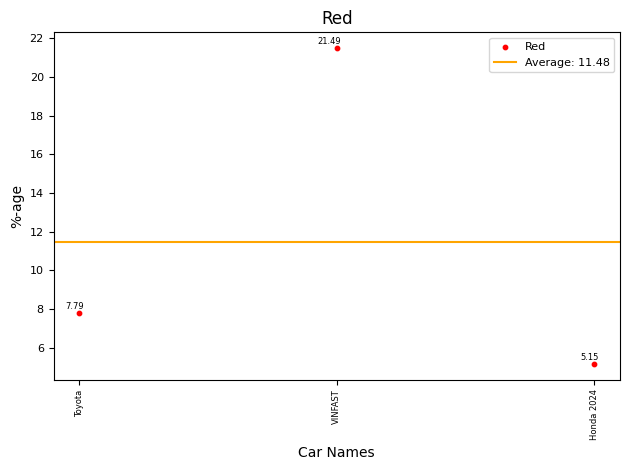 Red
22
20
18
16
14
12
10
8
6
%-age
21.49
7.79
5.15
Red
Average: 11.48
Toyota
VINFAST
Honda 2024
Car Names